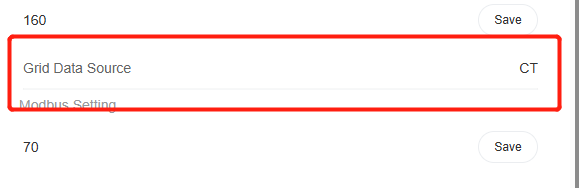 160 Save
Grid Data Source CT
Modbus Setting
70 Save